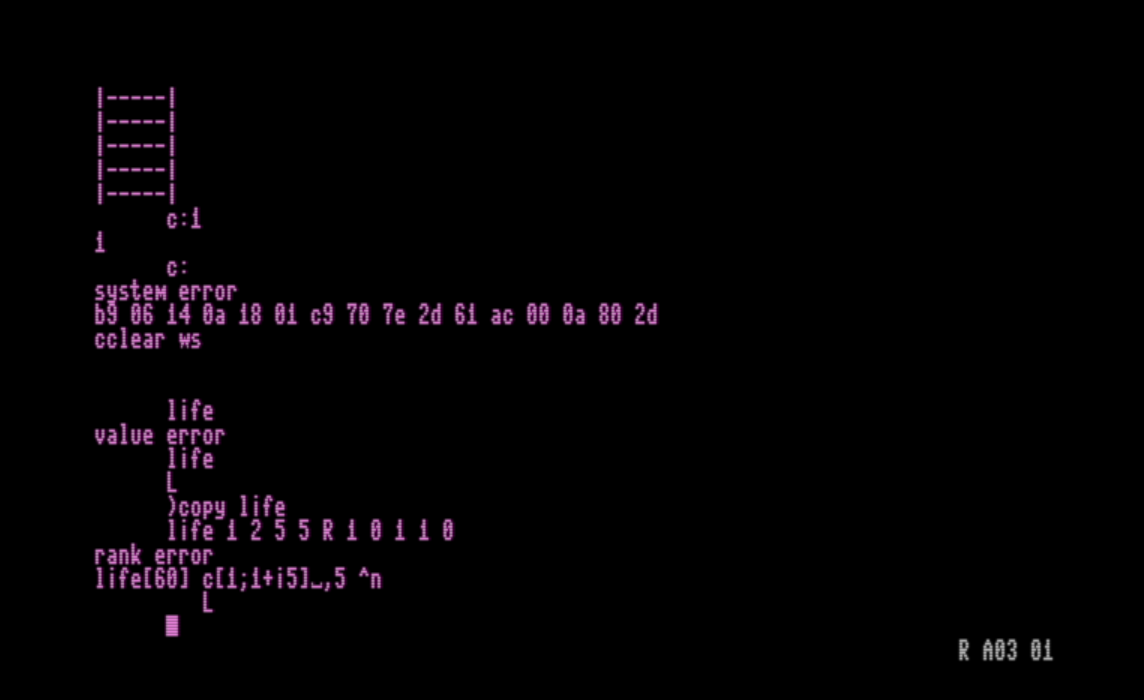 |-----|
|-----|
|-----|
|-----|
|-----|
c:1
1
c:
system error
b9 06 14 0a 18 01 c9 70 7e 2d 61 ac 00 0a 80 2d
cclear ws
life
value error
life
L
)copy life
life 1 2 5 5 R 1 0 1 1 0
rank error
life[60] c[1;1+i5]⎵,5 ^n
L
R A03 01